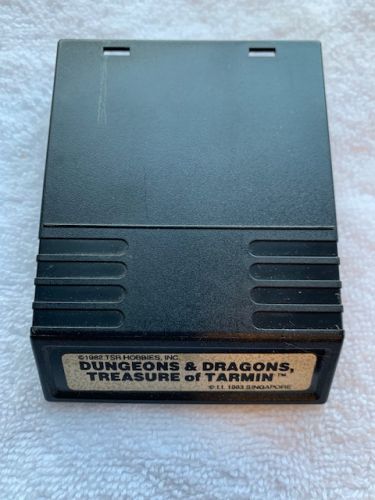 ©1982 TSR HOBBIES, INC.
DUNGEONS & DRAGONS,
TREASURE of TARMIN™
© I.I. 1983 SINGAPORE